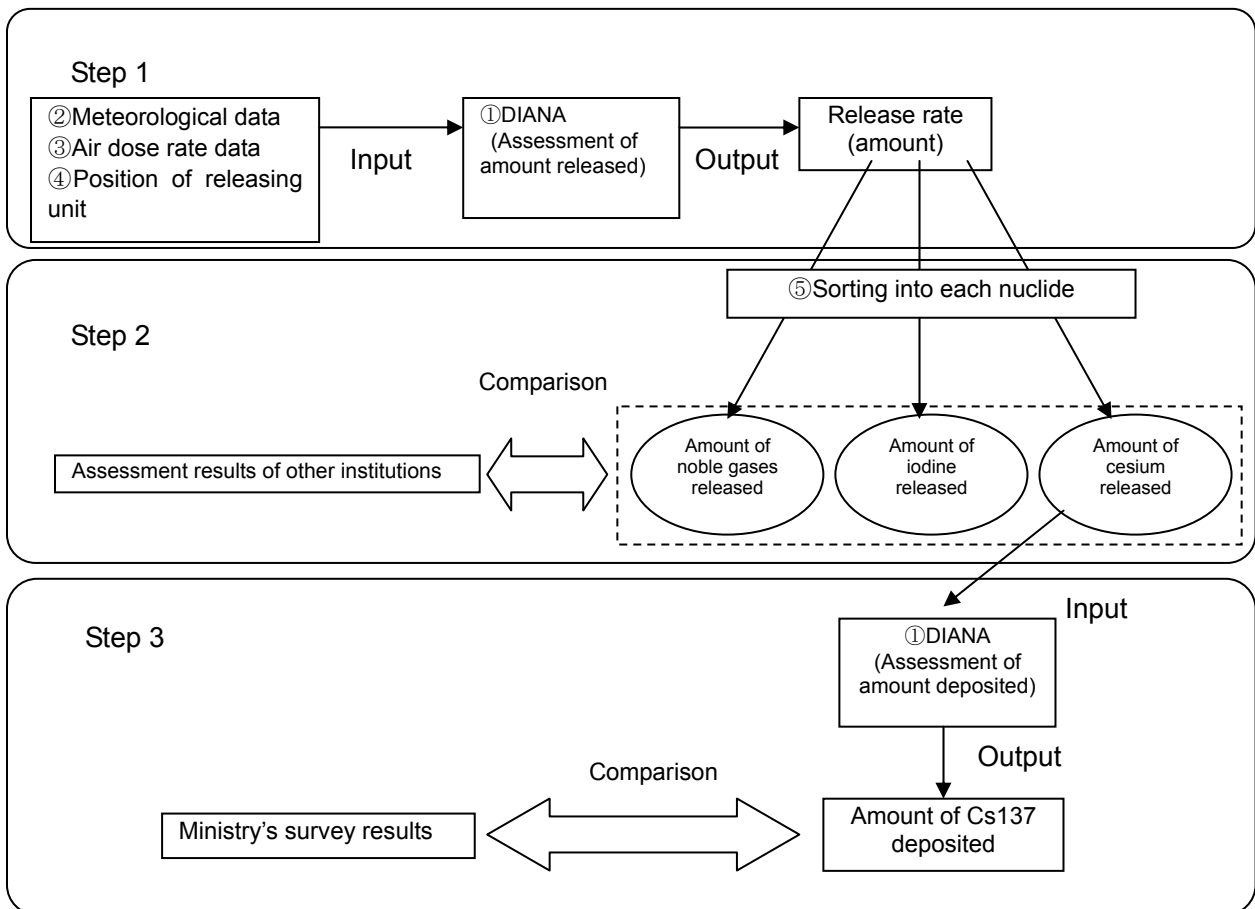 Step 1
②Meteorological data
③Air dose rate data
④Position of releasing
unit
Input
①DIANA
(Assessment of
amount released)
Output
Release rate
(amount)
⑤Sorting into each nuclide
Step 2
Comparison
Assessment results of other institutions
Amount of
noble gases
released
Amount of
iodine
released
Amount of
cesium
released
Step 3
Input
①DIANA
(Assessment of
amount deposited)
Output
Comparison
Ministry's survey results
Amount of Cs137
deposited